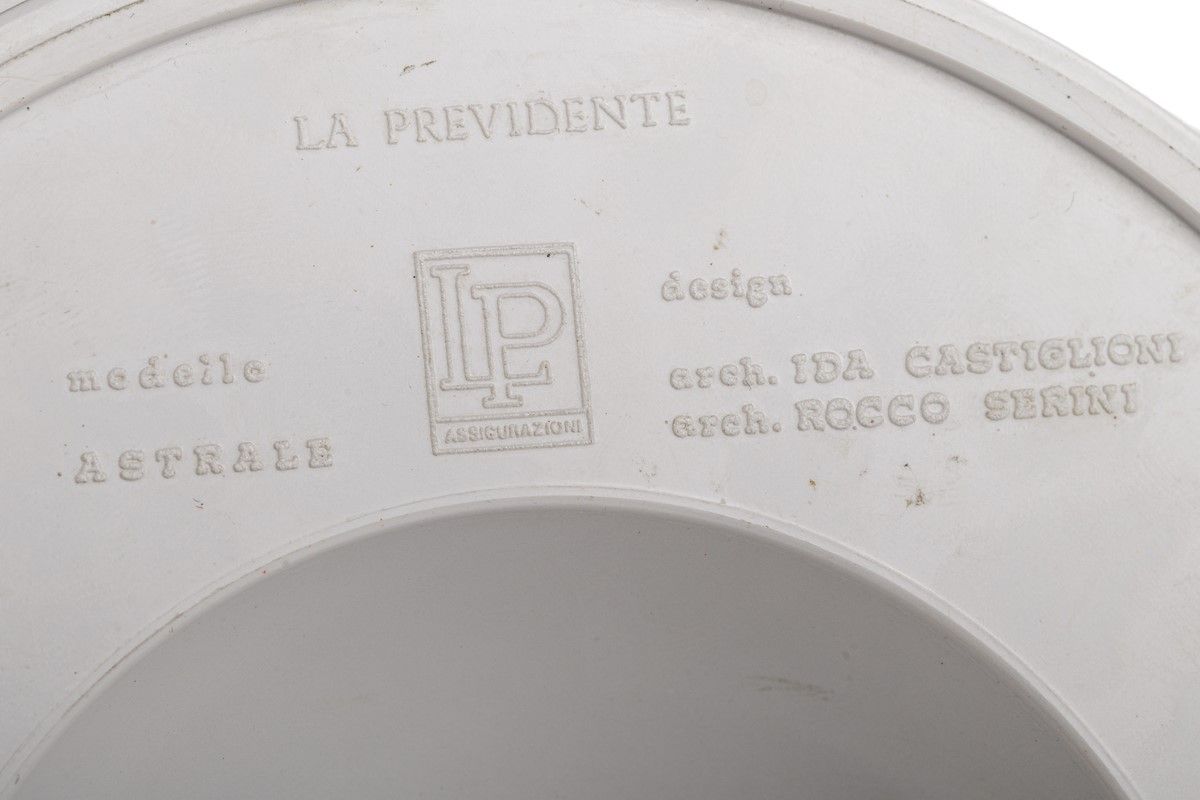 LA PREVIDENTE
LP
ASSICURAZIONI
modello
ASTRALE
design
arch. IDA CASTIGLIONI
arch. ROCCO SERINI